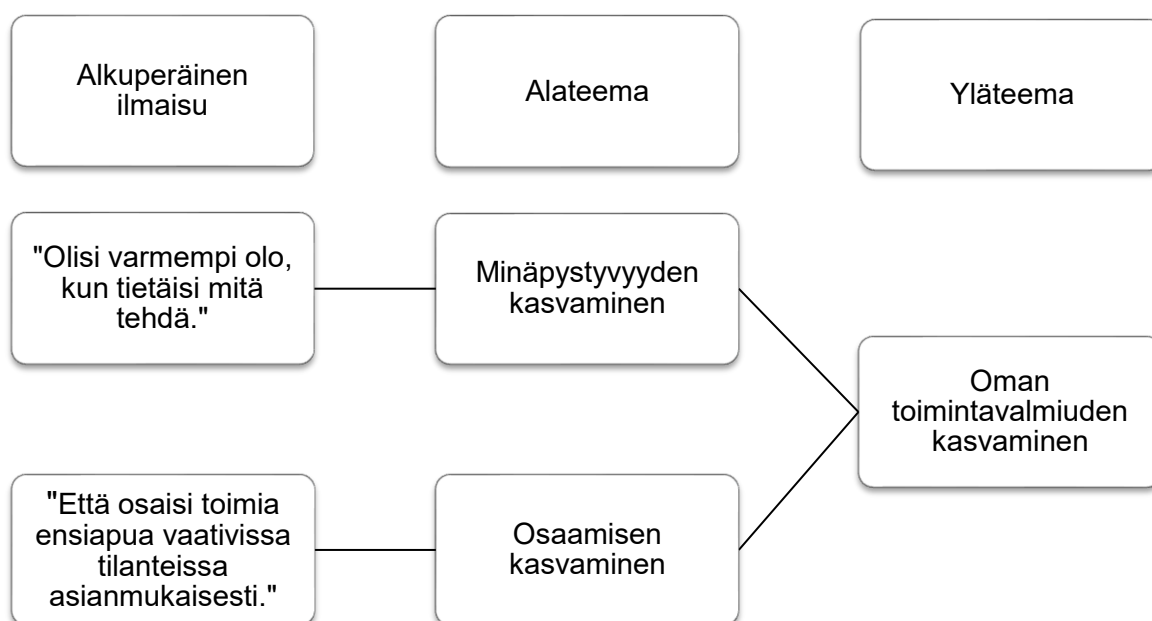 Alkuperäinen
ilmaisu
Alateema
Yläteema
"Olisi varmempi olo,
kun tietäisi mitä
tehdä."
Minäpystyvyyden
kasvaminen
Oman
toimintavalmiuden
kasvaminen
"Että osaisi toimia
ensiapua vaativissa
tilanteissa
asianmukaisesti."
Osaamisen
kasvaminen